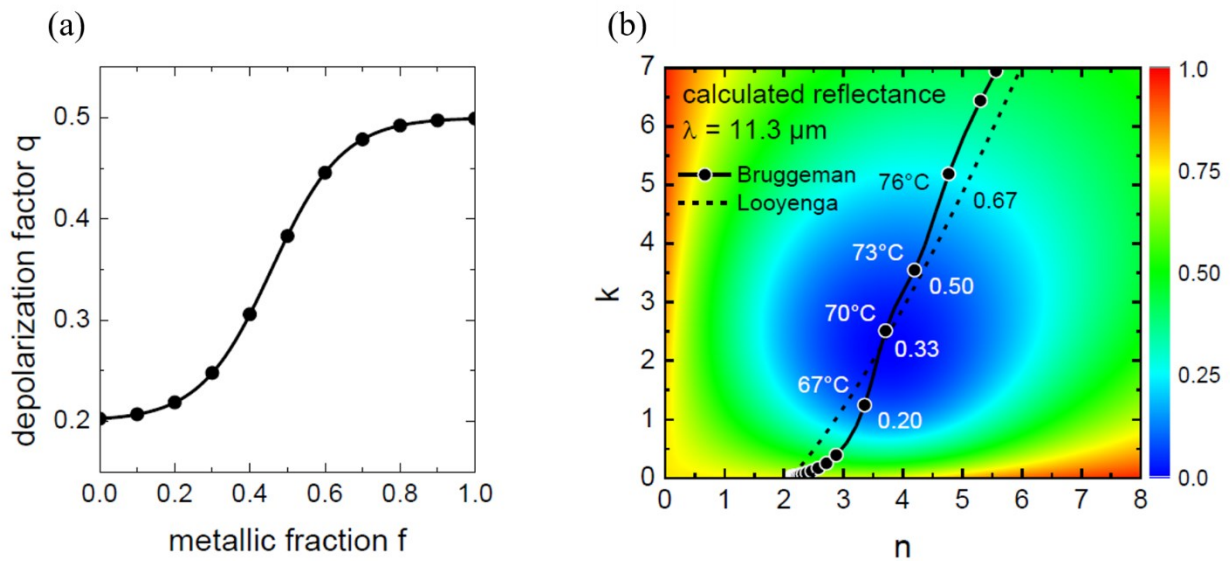 (a)
depolarization factor q
0.5
0.4
0.3
0.2
0.0
0.2
0.4
0.6
0.8
1.0
metallic fraction f
(b)
k
7
6
5
4
3
2
1
0
calculated reflectance
λ = 11.3 µm
Bruggeman
Looyenga
76°C
0.67
73°C
0.50
70°C
0.33
67°C
0.20
0
1
2
3
4
5
6
7
8
n
1.0
0.75
0.50
0.25
0.0